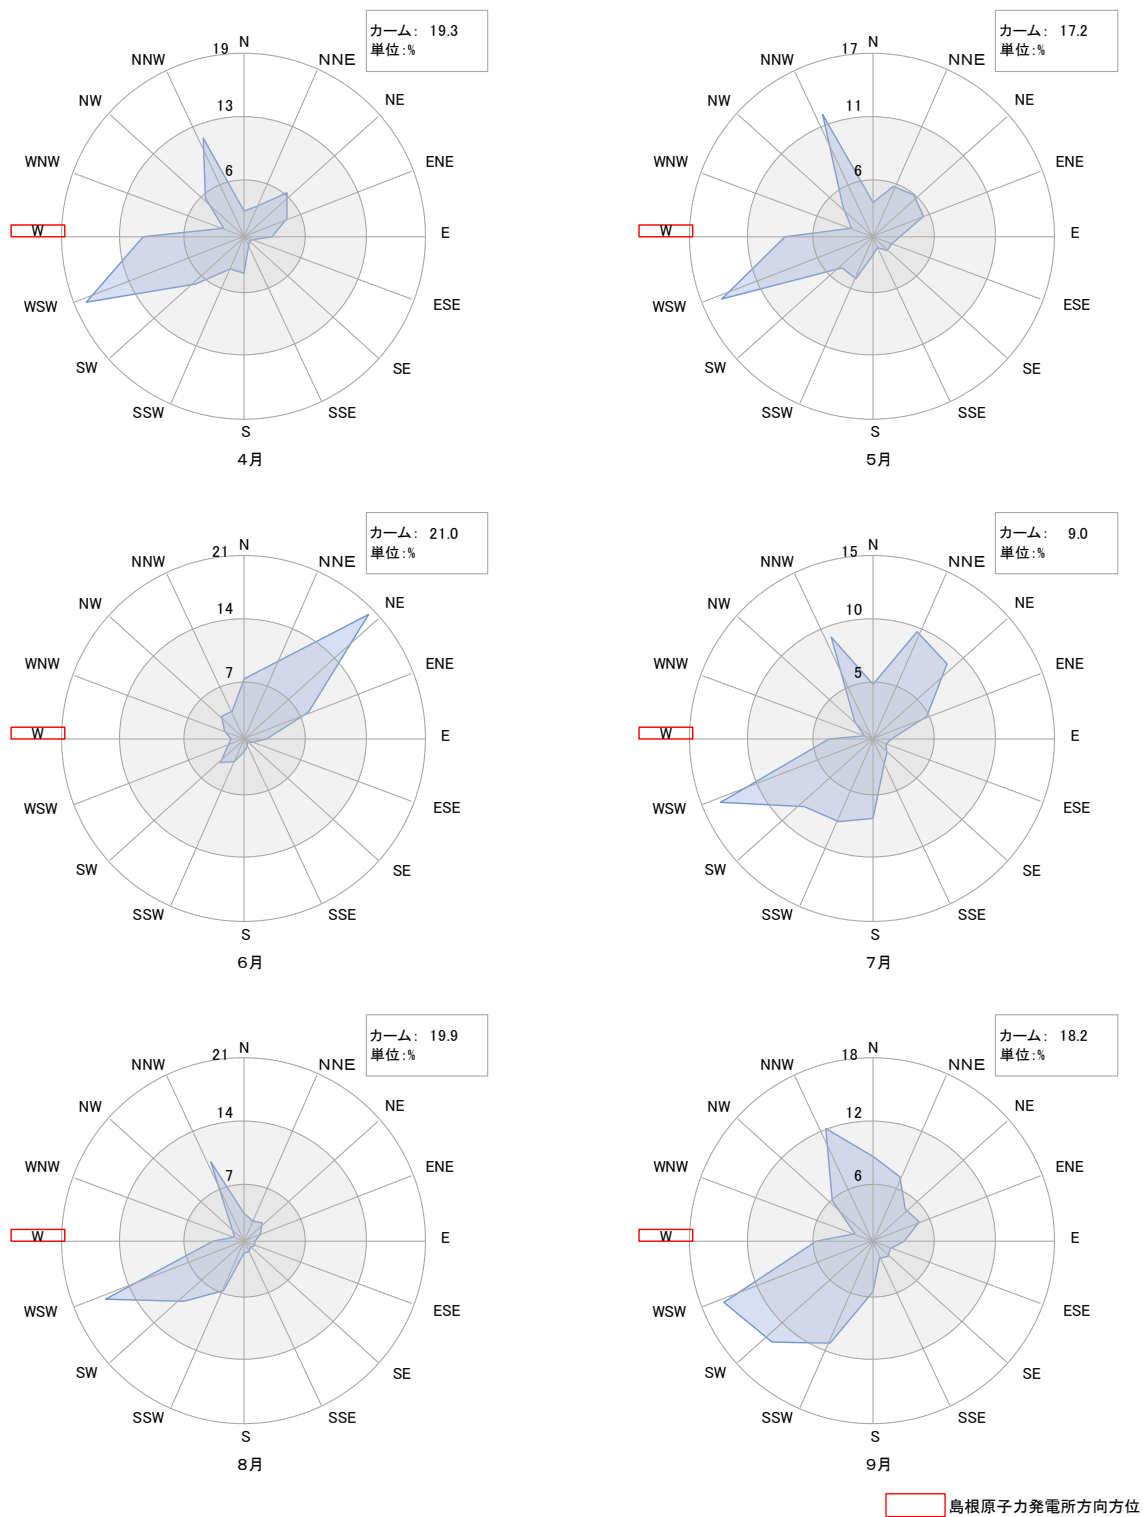 カーム： 19.3
単位:%
19 N
NNW NNE
NW 13 NE
WNW 6 ENE
W E
WSW ESE
SW SE
SSW SSE
S
４月
カーム： 17.2
単位:%
17 N
NNW NNE
NW 11 NE
WNW 6 ENE
W E
WSW ESE
SW SE
SSW SSE
S
５月
カーム： 21.0
単位:%
21 N
NNW NNE
NW 14 NE
WNW 7 ENE
W E
WSW ESE
SW SE
SSW SSE
S
６月
カーム： 9.0
単位:%
15 N
NNW NNE
NW 10 NE
WNW 5 ENE
W E
WSW ESE
SW SE
SSW SSE
S
７月
カーム： 19.9
単位:%
21 N
NNW NNE
NW 14 NE
WNW 7 ENE
W E
WSW ESE
SW SE
SSW SSE
S
８月
カーム： 18.2
単位:%
18 N
NNW NNE
NW 12 NE
WNW 6 ENE
W E
WSW ESE
SW SE
SSW SSE
S
９月
島根原子力発電所方向方位